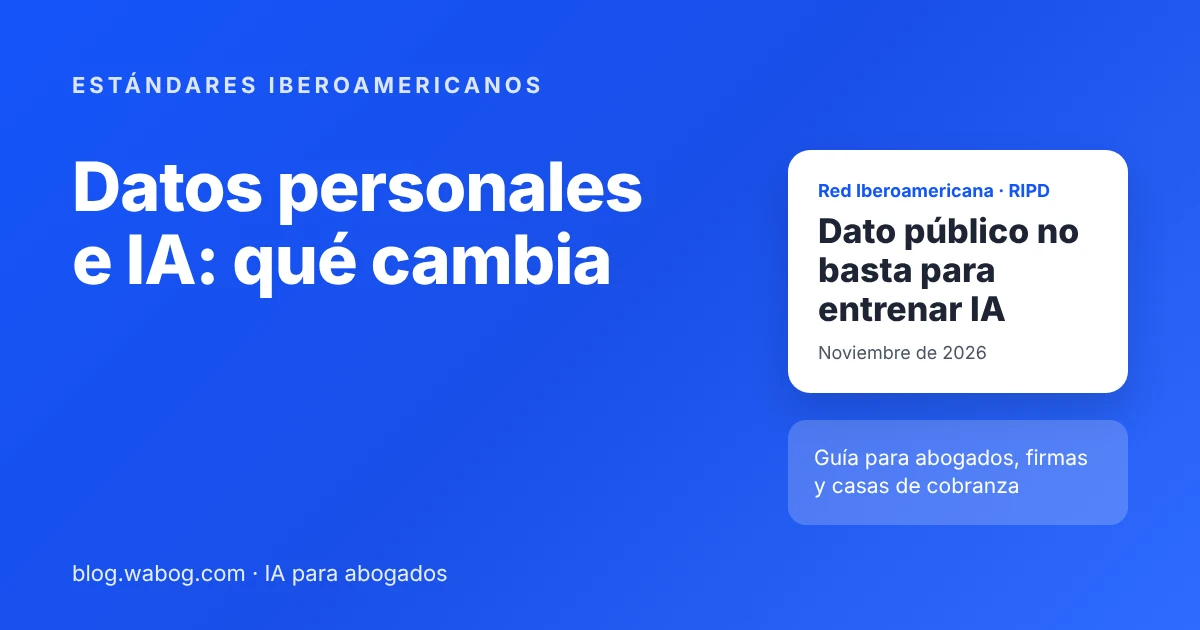 ESTÁNDARES IBEROAMERICANOS
Datos personales
e IA: qué cambia
Red Iberoamericana · RIPD
Dato público no
basta para
entrenar IA
Noviembre de 2026
Guía para abogados, firmas
y casas de cobranza
blog.wabog.com · IA para abogados